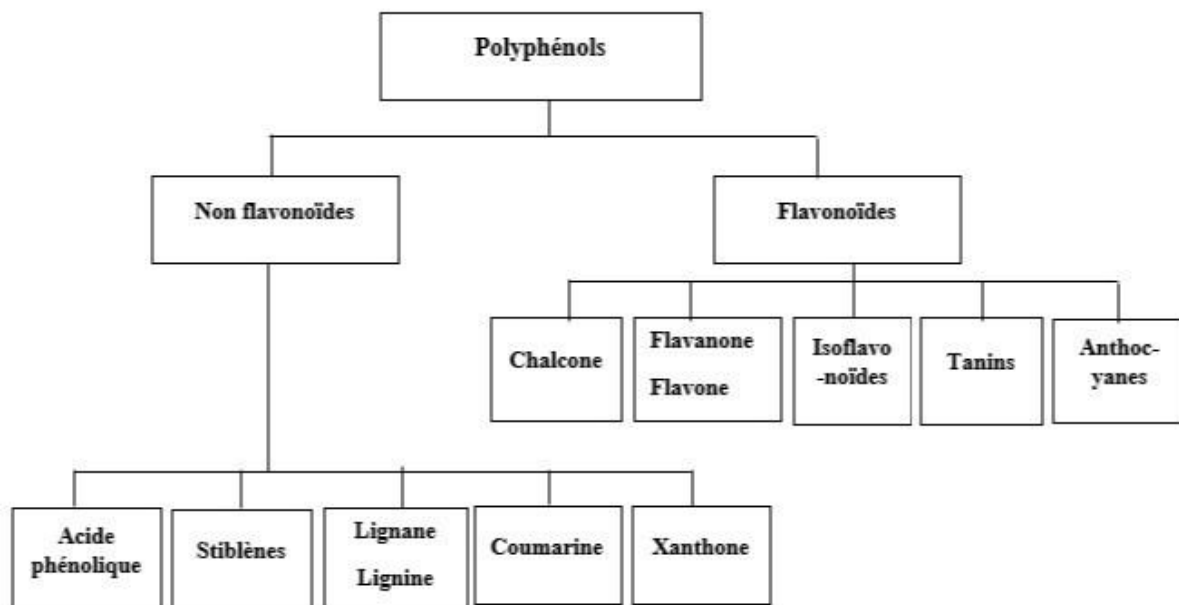 Polyphénols
Non flavonoïdes
Flavonoïdes
Chalcone
Flavanone
Flavone
Isoflavo
-noïdes
Tanins
Anthoc-
yanes
Acide
phénolique
Stiblènes
Lignane
Lignine
Coumarine
Xanthone